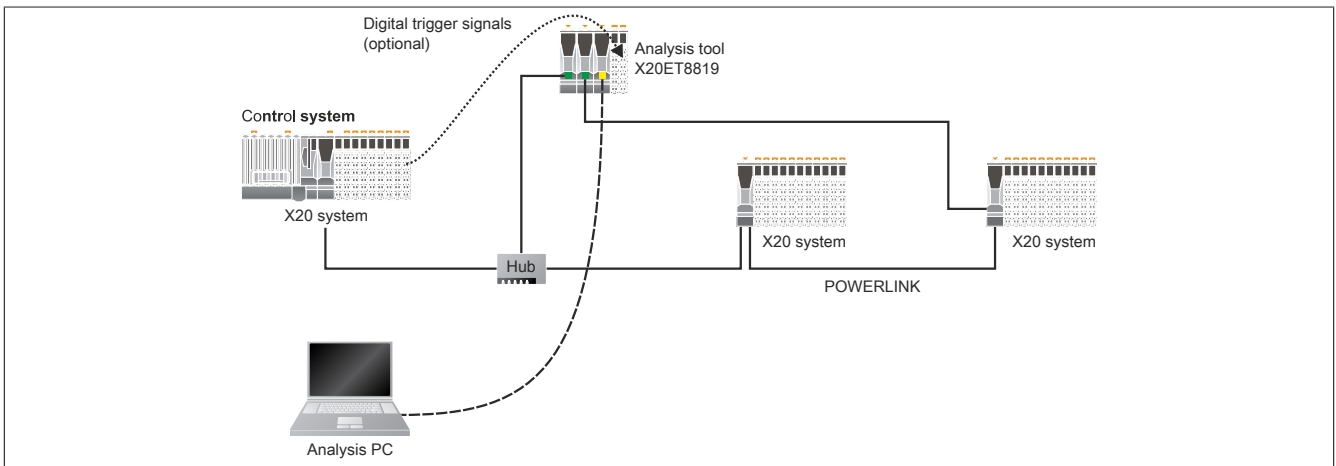 Digital trigger signals
(optional)
Analysis tool
X20ET8819
Control system
X20 system
X20 system
X20 system
Hub
POWERLINK
Analysis PC